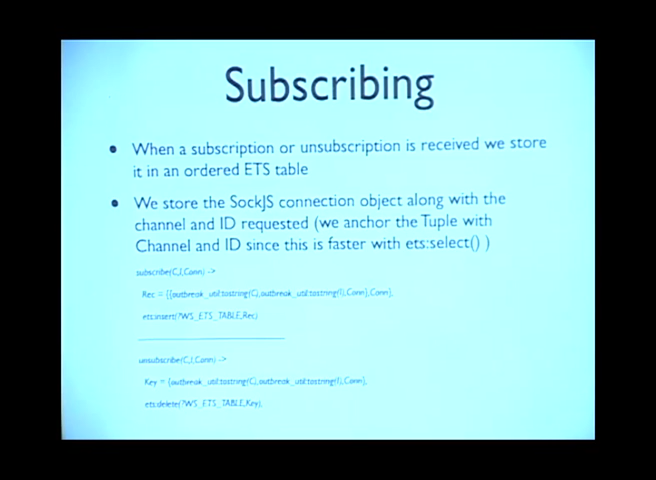 Subscribing
When a subscription or unsubscription is received we store
it in an ordered ETS table
We store the SockJS connection object along with the
channel and ID requested (we anchor the Tuple with
Channel and ID since this is faster with ets:select() )
subscribe(C,I,Conn) ->
Rec = {{outbreak_util:tostring(C),outbreak_util:tostring(I),Conn},Conn},
ets:insert(?WS_ETS_TABLE,Rec)
unsubscribe(C,I,Conn) ->
Key = {outbreak_util:tostring(C),outbreak_util:tostring(I),Conn},
ets:delete(?WS_ETS_TABLE,Key),